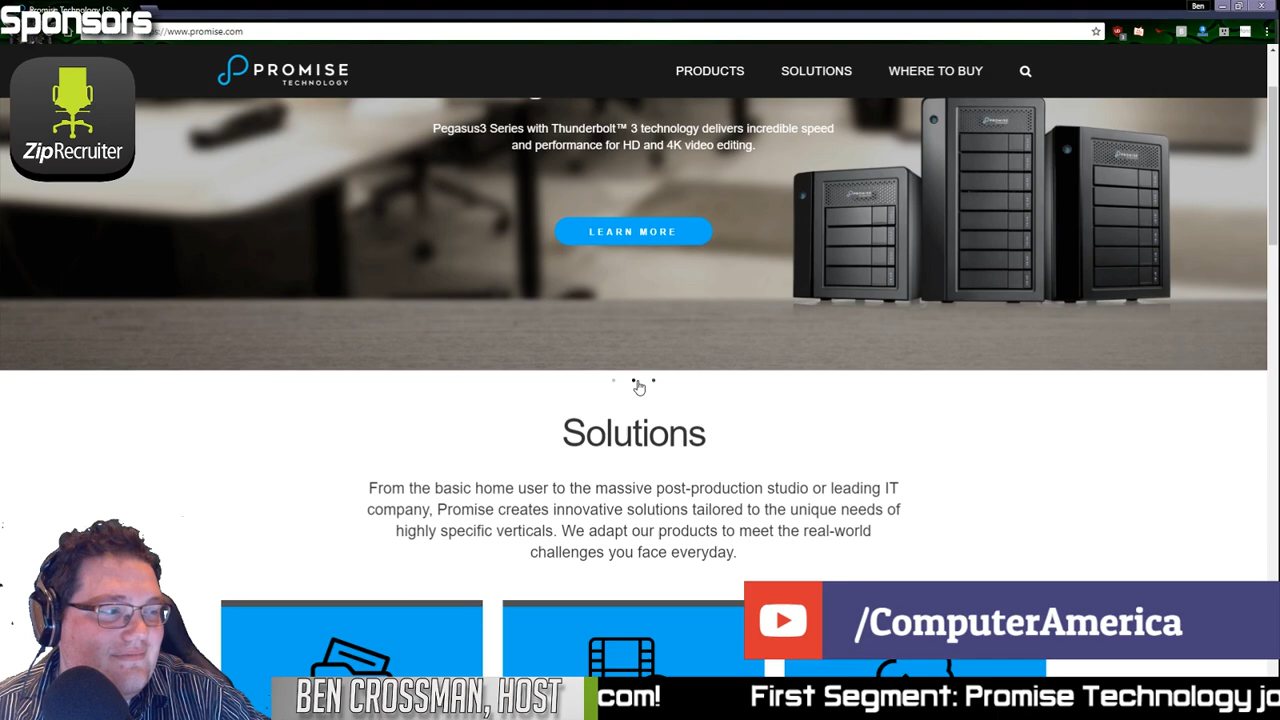 Sponsors
Ben
www.promise.com
PROMISE
TECHNOLOGY
PRODUCTS
SOLUTIONS
WHERE TO BUY
ZipRecruiter
Pegasus3 Series with Thunderbolt™ 3 technology delivers incredible speed
and performance for HD and 4K video editing.
LEARN MORE
Solutions
From the basic home user to the massive post-production studio or leading IT
company, Promise creates innovative solutions tailored to the unique needs of
highly specific verticals. We adapt our products to meet the real-world
challenges you face everyday.
/ComputerAmerica
BEN CROSSMAN, HOST
com!
First Segment: Promise Technology jo